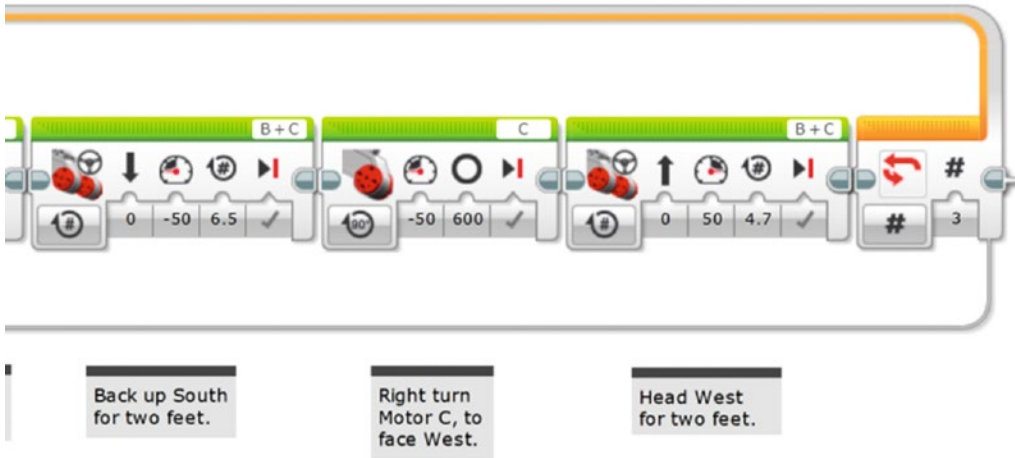 B + C
C
B + C
#
0
-50
6.5
-50
600
0
50
4.7
#
3
Back up South
for two feet.
Right turn
Motor C, to
face West.
Head West
for two feet.